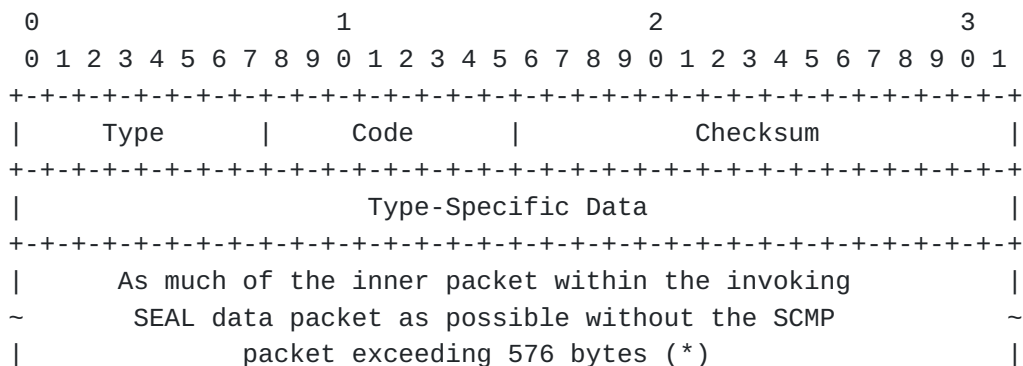 0                   1                   2                   3
 0 1 2 3 4 5 6 7 8 9 0 1 2 3 4 5 6 7 8 9 0 1 2 3 4 5 6 7 8 9 0 1
+-+-+-+-+-+-+-+-+-+-+-+-+-+-+-+-+-+-+-+-+-+-+-+-+-+-+-+-+-+-+-+-+
|     Type      |     Code      |           Checksum            |
+-+-+-+-+-+-+-+-+-+-+-+-+-+-+-+-+-+-+-+-+-+-+-+-+-+-+-+-+-+-+-+-+
|                      Type-Specific Data                       |
+-+-+-+-+-+-+-+-+-+-+-+-+-+-+-+-+-+-+-+-+-+-+-+-+-+-+-+-+-+-+-+-+
|      As much of the inner packet within the invoking          |
~       SEAL data packet as possible without the SCMP           ~
|              packet exceeding 576 bytes (*)                   |